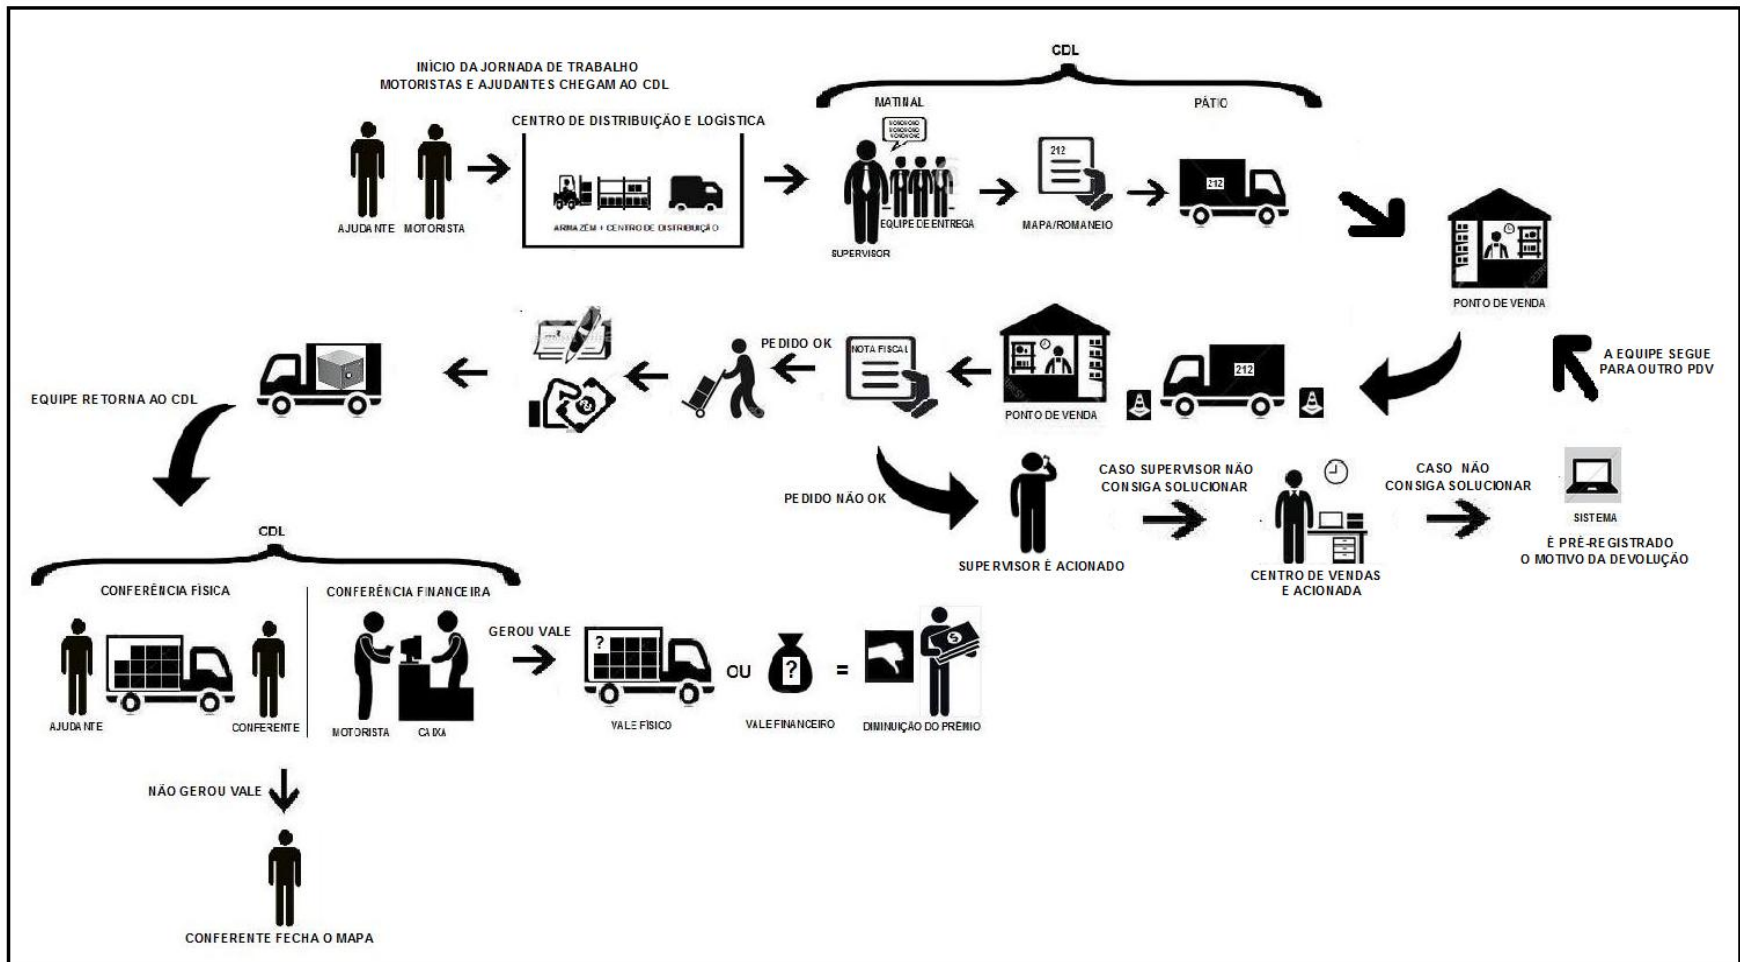 INÍCIO DA JORNADA DE TRABALHO
MOTORISTAS E AJUDANTES CHEGAM AO CDL
CENTRO DE DISTRIBUIÇÃO E LOGÍSTICA
AJUDANTE
MOTORISTA
ARMAZÉM + CENTRO DE DISTRIBUIÇÃO
CDL
MATINAL
PÁTIO
SUPERVISOR
EQUIPE DE ENTREGA
212
MAPA/ROMANEIO
212
PONTO DE VENDA
A EQUIPE SEGUE
PARA OUTRO PDV
212
PONTO DE VENDA
NOTA FISCAL
PEDIDO OK
EQUIPE RETORNA AO CDL
PEDIDO NÃO OK
SUPERVISOR É ACIONADO
CASO SUPERVISOR NÃO
CONSIGA SOLUCIONAR
CENTRO DE VENDAS
E ACIONADA
CASO NÃO
CONSIGA SOLUCIONAR
SISTEMA
É PRÉ-REGISTRADO
O MOTIVO DA DEVOLUÇÃO
CDL
CONFERÊNCIA FÍSICA
AJUDANTE
CONFERENTE
CONFERÊNCIA FINANCEIRA
MOTORISTA
CAIXA
GEROU VALE
?
VALE FÍSICO
OU
?
VALE FINANCEIRO
=
DIMINUIÇÃO DO PRÊMIO
NÃO GEROU VALE
CONFERENTE FECHA O MAPA